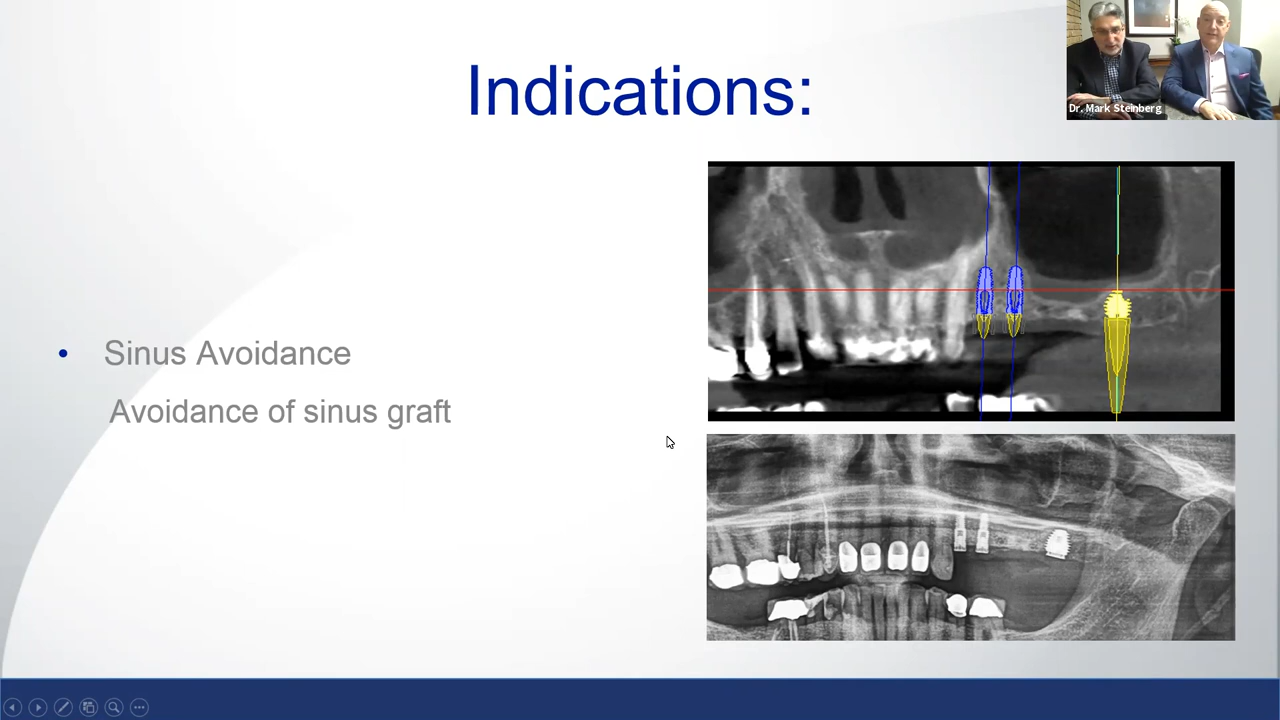 Indications:
Dr. Mark Steinberg
• Sinus Avoidance
Avoidance of sinus graft